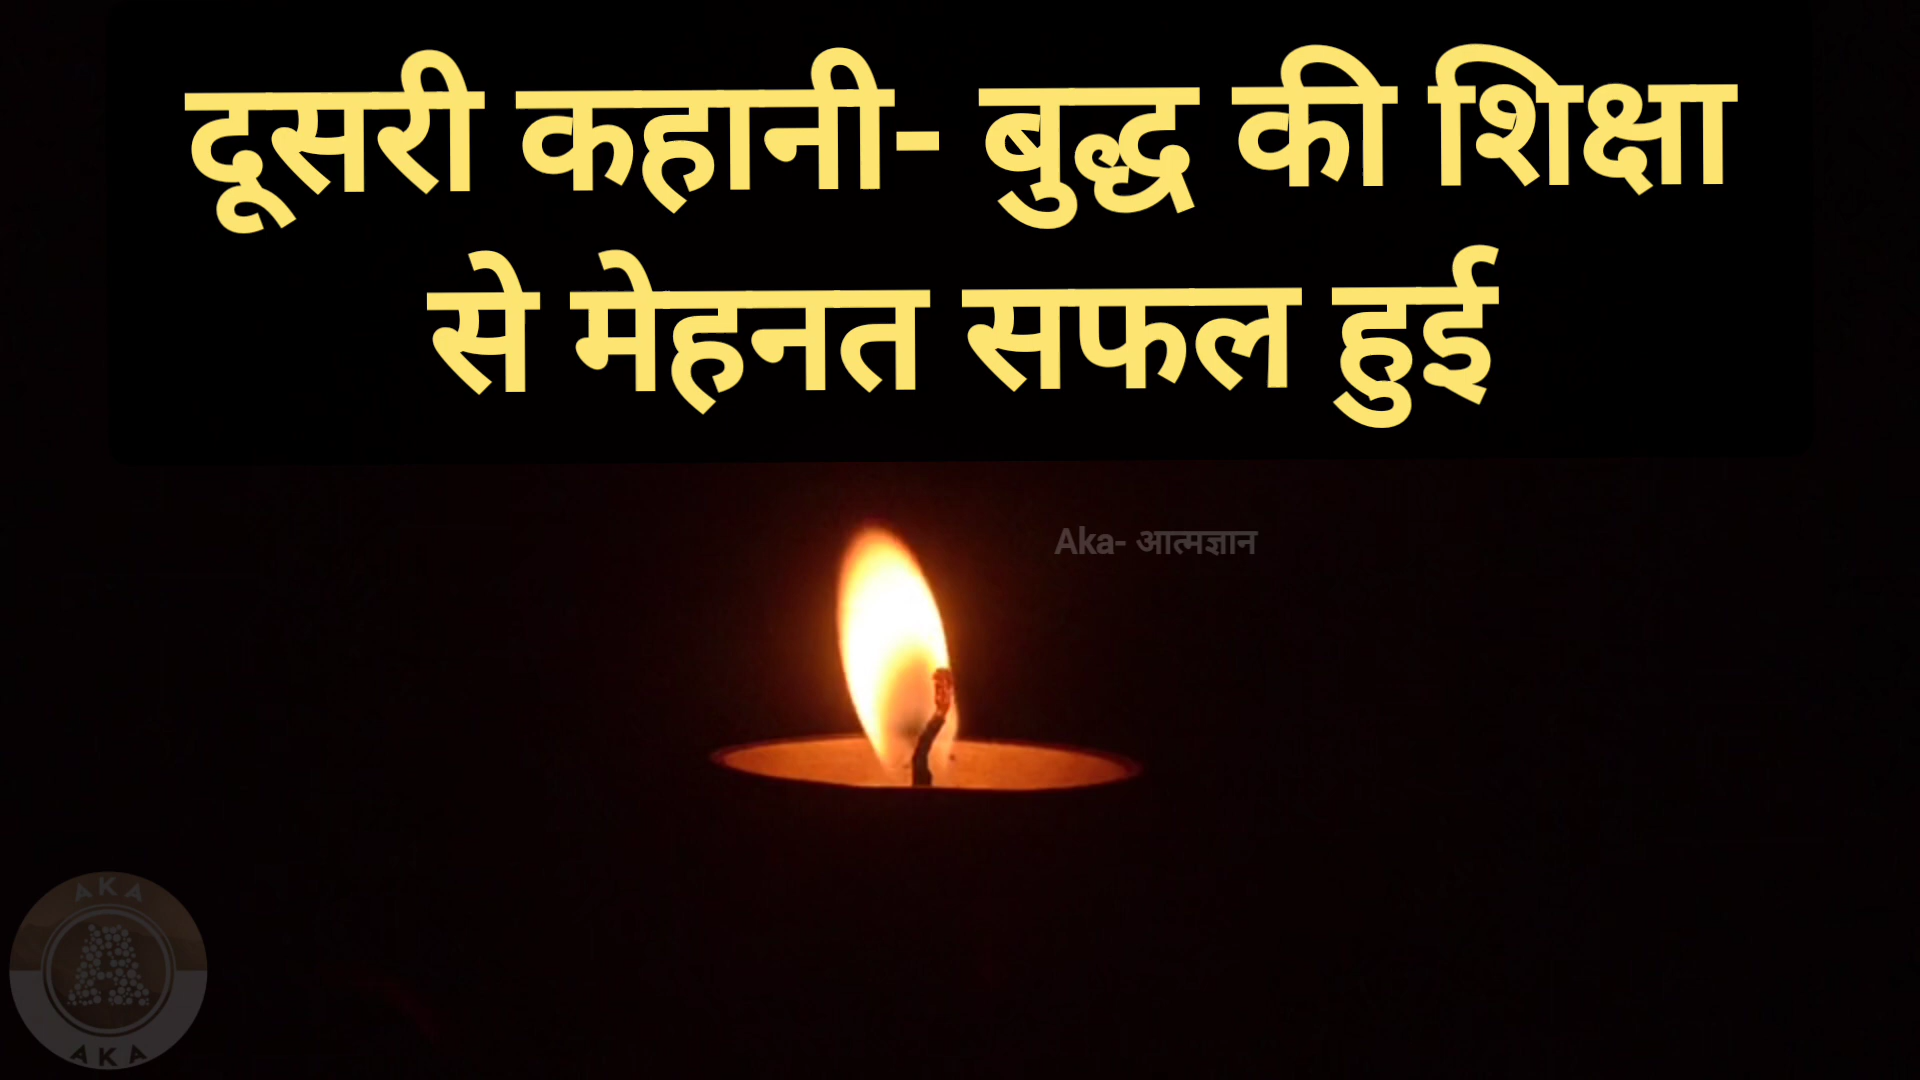 दूसरी कहानी- बुद्ध की शिक्षा
से मेहनत सफल हुई
Aka- आत्मज्ञान
AKA
A
AKA